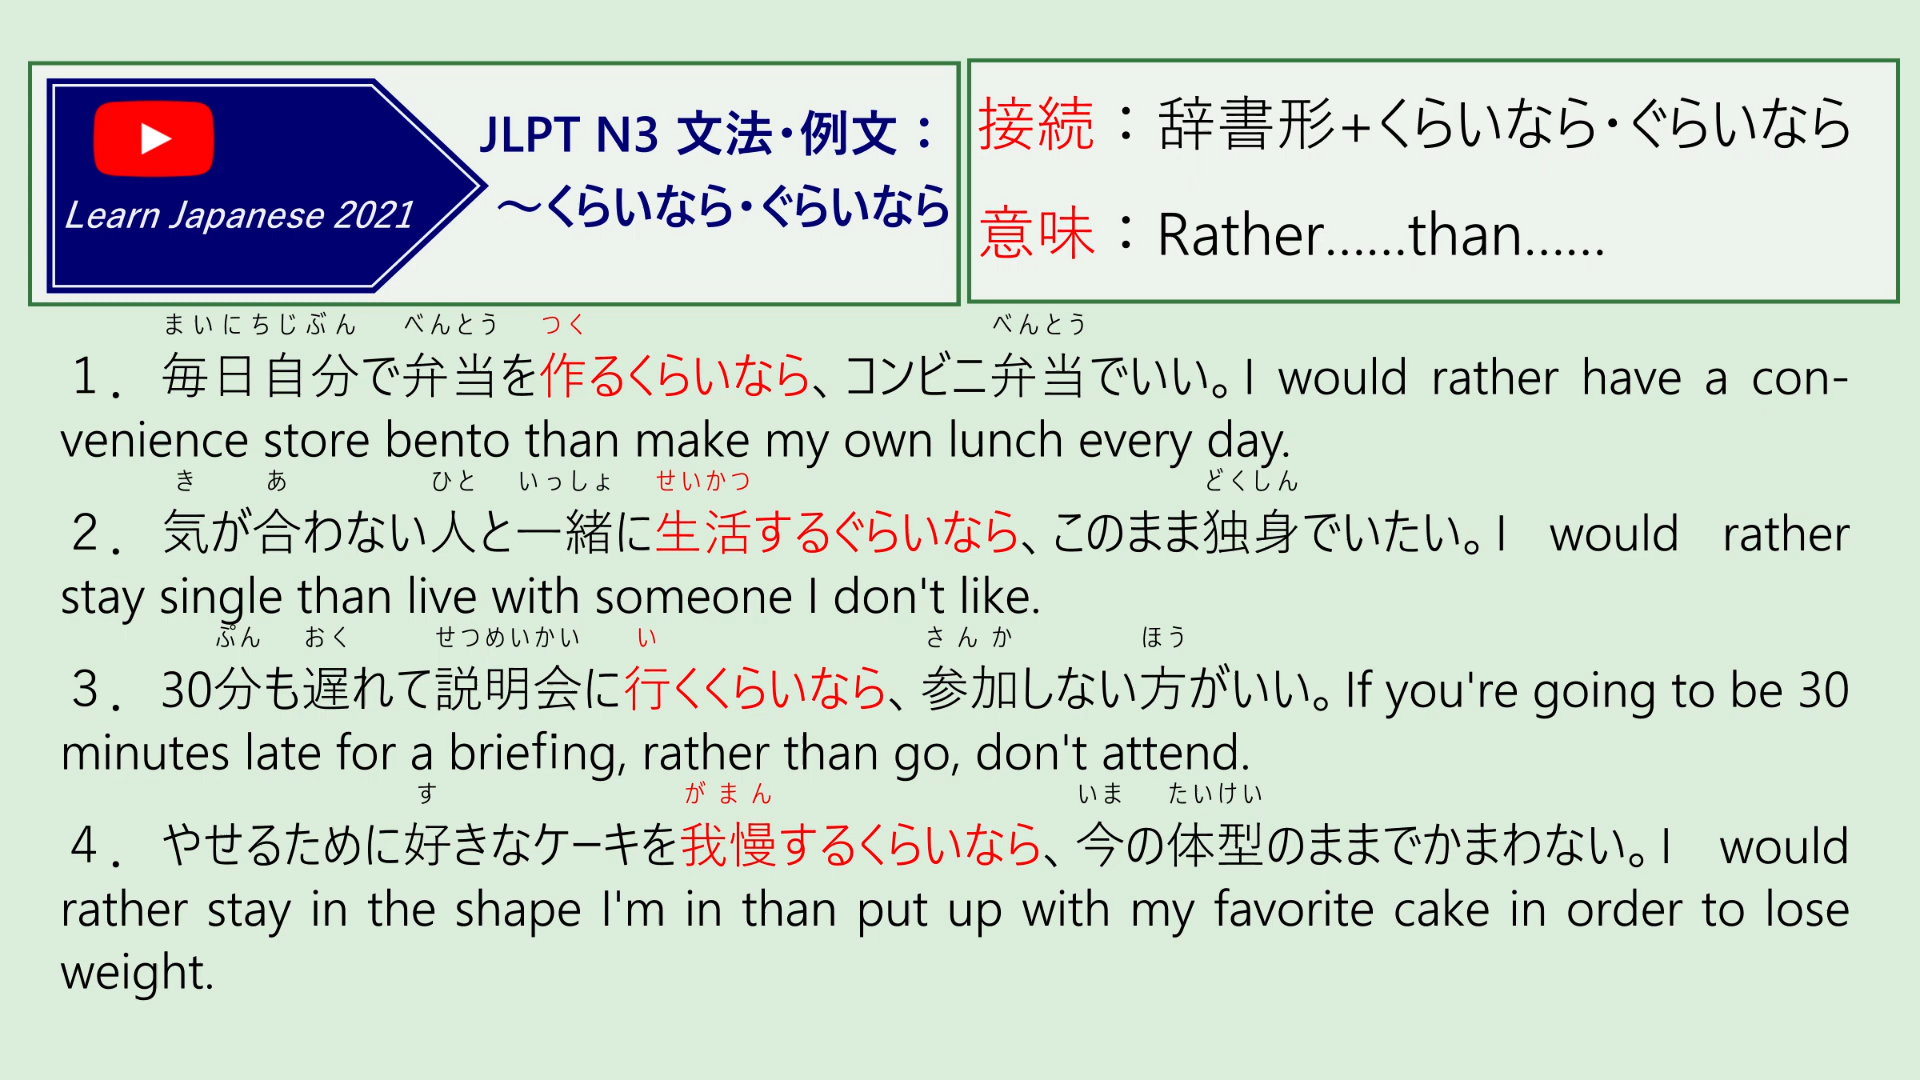 Learn Japanese 2021
JLPT N3 文法・例文：
～くらいなら・ぐらいなら
接続：辞書形+くらいなら・ぐらいなら
意味：Rather......than......
まいにちじぶん べんとう つく べんとう
１．毎日自分で弁当を作るくらいなら、コンビニ弁当でいい。I would rather have a con-
venience store bento than make my own lunch every day.
き あ ひと いっしょ せいかつ どくしん
２．気が合わない人と一緒に生活するぐらいなら、このまま独身でいたい。I would rather
stay single than live with someone I don't like.
ぷん おく せつめいかい い さんか ほう
３．30分も遅れて説明会に行くくらいなら、参加しない方がいい。If you're going to be 30
minutes late for a briefing, rather than go, don't attend.
す がまん いま たいけい
４．やせるために好きなケーキを我慢するくらいなら、今の体型のままでかまわない。I would
rather stay in the shape I'm in than put up with my favorite cake in order to lose
weight.